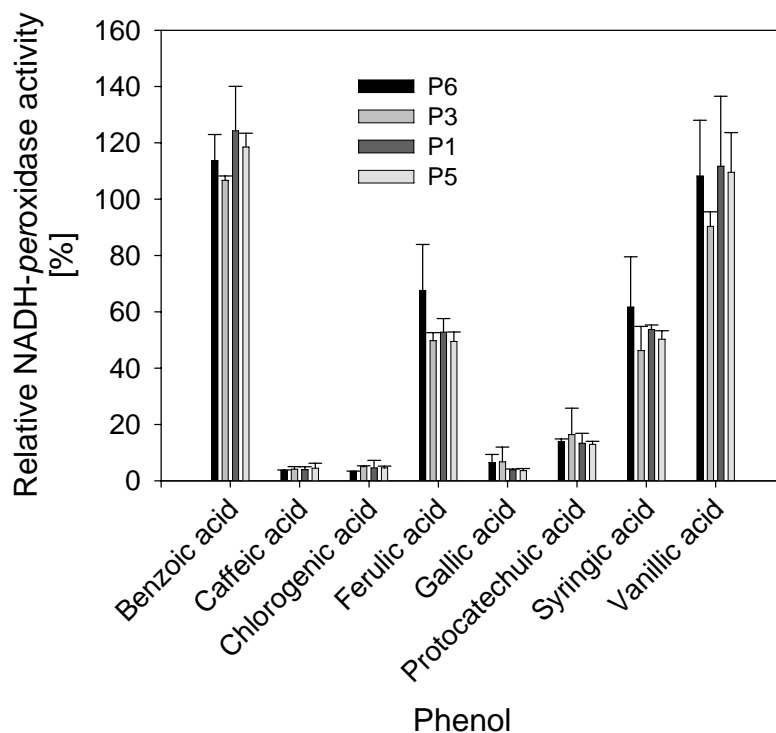 Relative NADH-peroxidase activity
[%]
160
140
120
100
80
60
40
20
0
P6
P3
P1
P5
Benzoic acid
Caffeic acid
Chlorogenic acid
Ferulic acid
Gallic acid
Protocatechuic acid
Syringic acid
Vanillic acid
Phenol